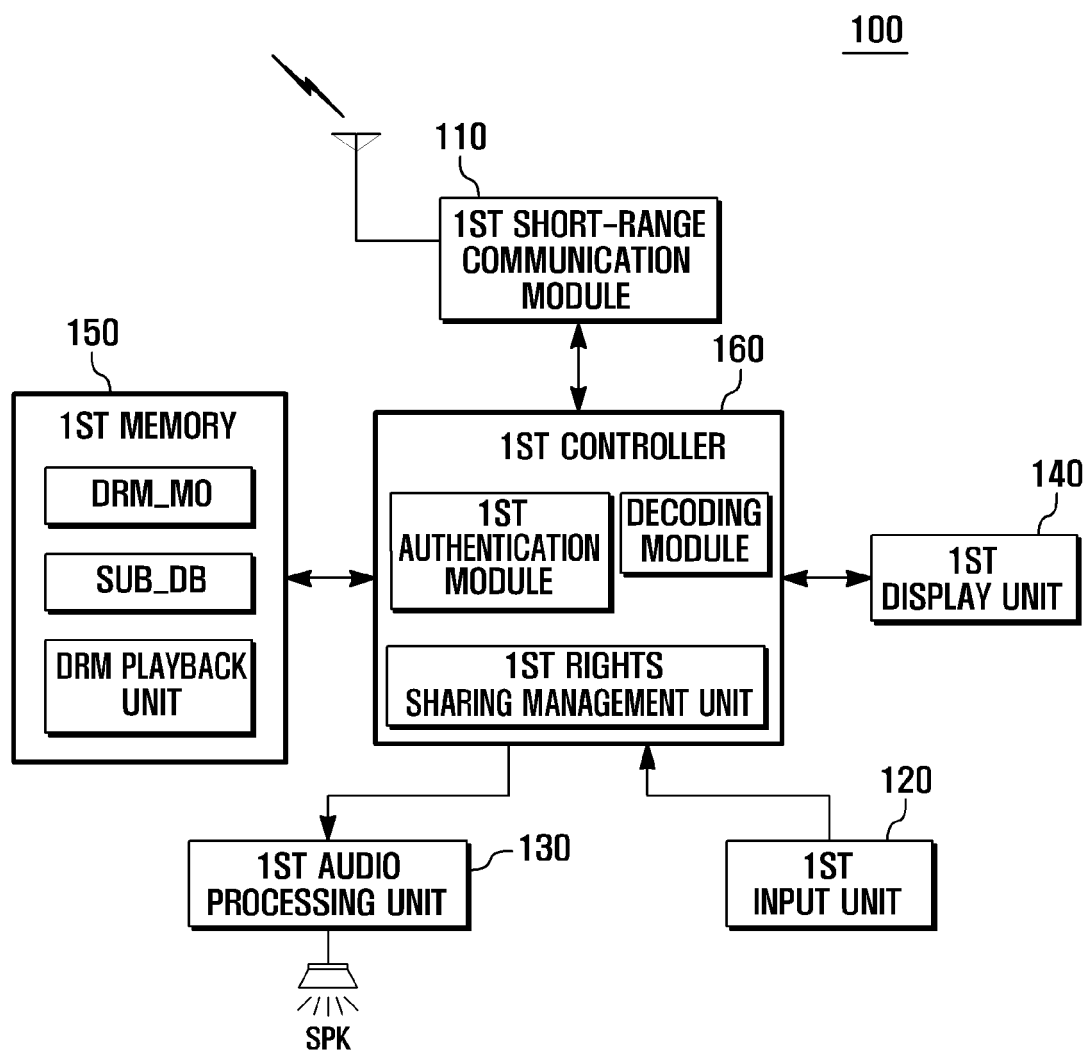 100
110
1ST SHORT-RANGE
COMMUNICATION
MODULE
150
1ST MEMORY
DRM_MO
SUB_DB
DRM PLAYBACK
UNIT
160
1ST CONTROLLER
1ST
AUTHENTICATION
MODULE
DECODING
MODULE
1ST RIGHTS
SHARING MANAGEMENT UNIT
140
1ST
DISPLAY UNIT
1ST AUDIO
PROCESSING UNIT
130
SPK
120
1ST
INPUT UNIT